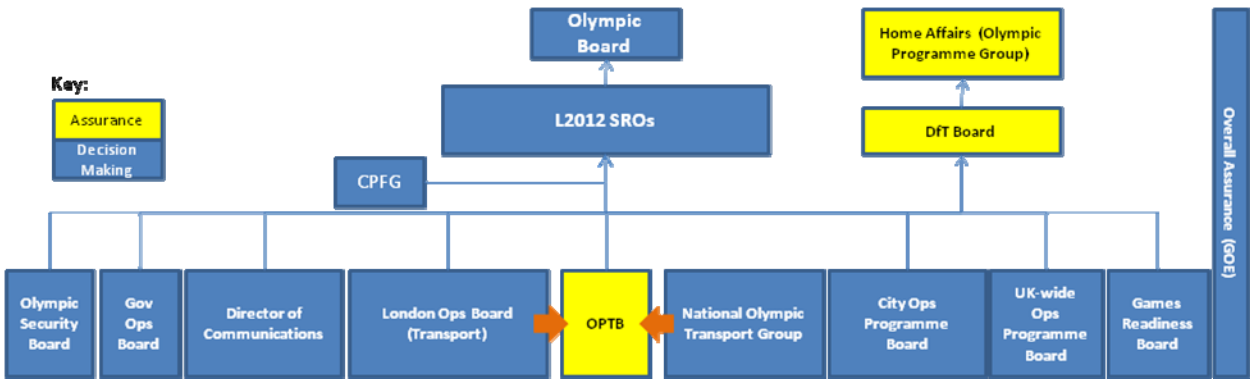 Olympic
Board
Home Affairs (Olympic
Programme Group)
Key:
Assurance
Decision
Making
L2012 SROs
DfT Board
CPFG
Overall Assurance (GOE)
Olympic
Security
Board
Gov
Ops
Board
Director of
Communications
London Ops Board
(Transport)
OPTB
National Olympic
Transport Group
City Ops
Programme
Board
UK-wide
Ops
Programme
Board
Games
Readiness
Board